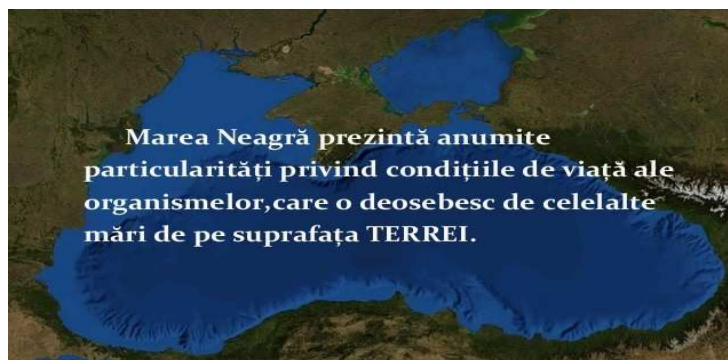 Marea Neagră prezintă anumite
particularități privind condițiile de viață ale
organismelor,care o deosebesc de celelalte
mări de pe suprafața TERREI.